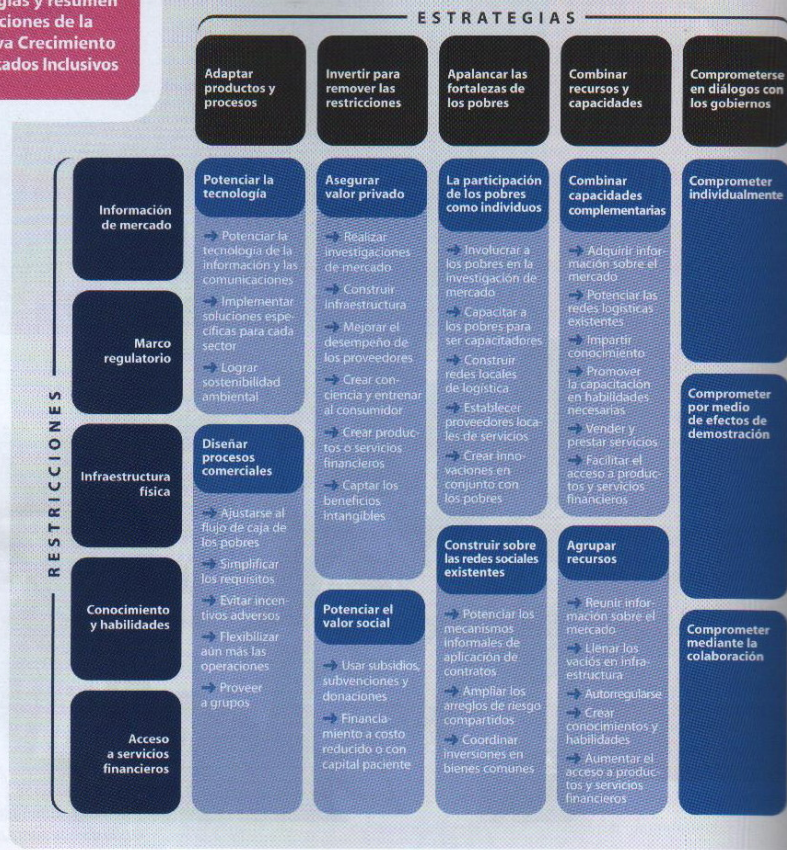 gias y resumen
ciones de la
va Crecimiento
ados Inclusivos
ESTRATEGIAS
Adaptar
productos y
procesos
Invertir para
remover las
restricciones
Apalancar las
fortalezas de
los pobres
Combinar
recursos y
capacidades
Comprometerse
en diálogos con
los gobiernos
RESTRICCIONES
Información
de mercado
Marco
regulatorio
Infraestructura
física
Conocimiento
y habilidades
Acceso
a servicios
financieros
Potenciar la
tecnología
→ Potenciar la
tecnología de la
información y las
comunicaciones
→ Implementar
soluciones espe-
cíficas para cada
sector
→ Lograr
sostenibilidad
ambiental
Diseñar
procesos
comerciales
→ Ajustarse al
flujo de caja de
los pobres
→ Simplificar
los requisitos
→ Evitar incen-
tivos adversos
→ Flexibilizar
aún más las
operaciones
→ Proveer
a grupos
Asegurar
valor privado
→ Realizar
investigaciones
de mercado
→ Construir
infraestructura
→ Mejorar el
desempeño de
los proveedores
→ Crear con-
ciencia y entrenar
al consumidor
→ Crear produc-
tos o servicios
financieros
→ Captar los
beneficios
intangibles
Potenciar el
valor social
→ Usar subsidios,
subvenciones y
donaciones
→ Financia-
miento a costo
reducido o con
capital paciente
La participación
de los pobres
como individuos
→ Involucrar a
los pobres en la
investigación de
mercado
→ Capacitar a
los pobres para
ser capacitadores
→ Construir
redes locales
de logística
→ Establecer
proveedores loca-
les de servicios
→ Crear inno-
vaciones en
conjunto con
los pobres
Construir sobre
las redes sociales
existentes
→ Potenciar los
mecanismos
informales de
aplicación de
contratos
→ Ampliar los
arreglos de riesgo
compartidos
→ Coordinar
inversiones en
bienes comunes
Combinar
capacidades
complementarias
→ Adquirir infor-
mación sobre el
mercado
→ Potenciar las
redes logísticas
existentes
→ Impartir
conocimiento
→ Promover
la capacitación
en habilidades
necesarias
→ Vender y
prestar servicios
→ Facilitar el
acceso a produc-
tos y servicios
financieros
Agrupar
recursos
→ Reunir infor-
mación sobre el
mercado
→ Llenar los
vacíos en infra-
estructura
→ Autorregularse
→ Crear
conocimientos y
habilidades
→ Aumentar el
acceso a produc-
tos y servicios
financieros
Comprometer
individualmente
Comprometer
por medio
de efectos de
demostración
Comprometer
mediante la
colaboración